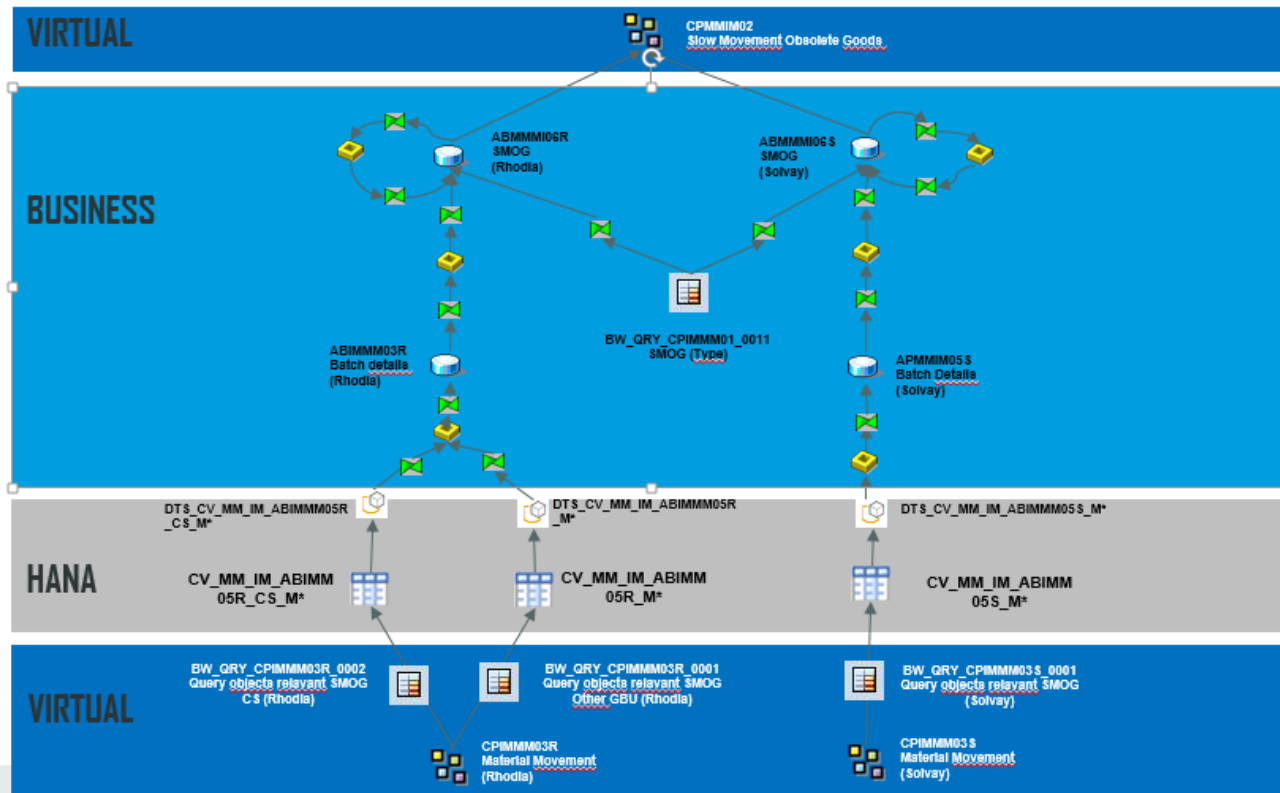 VIRTUAL
CPMMIM02
Slow Movement Obsolete Goods
BUSINESS
ABMMMI06R
SMOG
(Rhodia)
ABMMMI06S
SMOG
(Solvay)
BW_QRY_CPIMMM01_0011
SMOG (Type)
ABIMMM03R
Batch details
(Rhodia)
APMMIM05S
Batch Details
(Solvay)
HANA
DTS_CV_MM_IM_ABIMMM05R
_CS_M*
DTS_CV_MM_IM_ABIMMM05R
_M*
DTS_CV_MM_IM_ABIMMM05S_M*
CV_MM_IM_ABIMM
05R_CS_M*
CV_MM_IM_ABIMM
05R_M*
CV_MM_IM_ABIMM
05S_M*
VIRTUAL
BW_QRY_CPIMMM03R_0002
Query objects relavant SMOG
CS (Rhodia)
BW_QRY_CPIMMM03R_0001
Query objects relavant SMOG
Other GBU (Rhodia)
BW_QRY_CPIMMM03S_0001
Query objects relavant SMOG
(Solvay)
CPIMMM03R
Material Movement
(Rhodia)
CPIMMM03S
Material Movement
(Solvay)